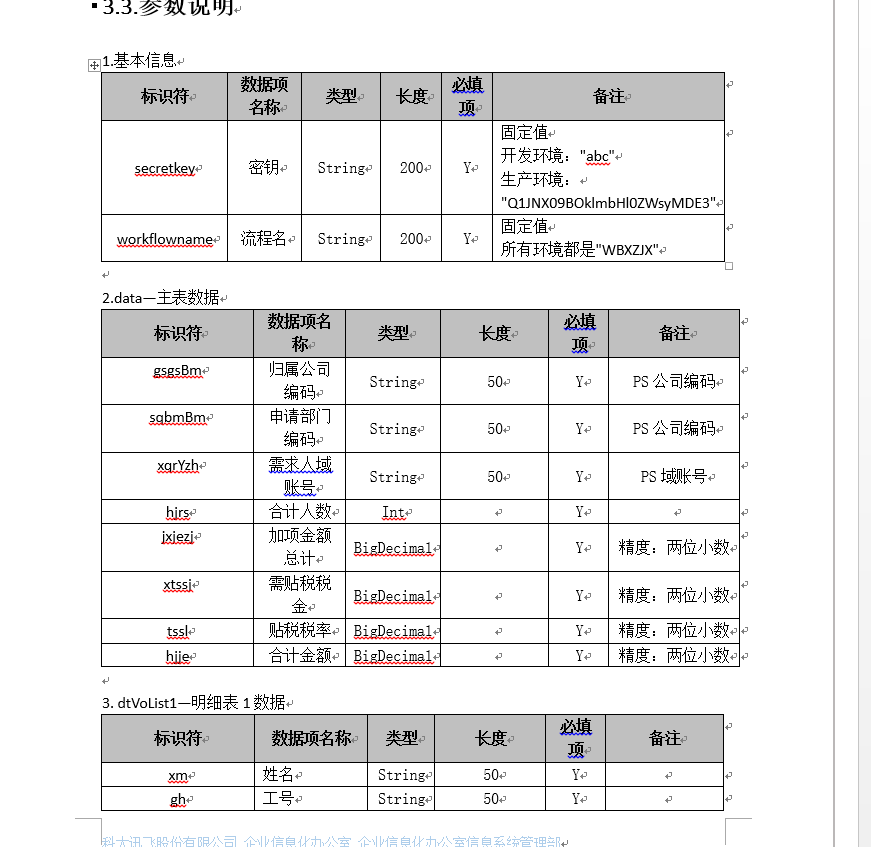 3.3.参数说明
1.基本信息
标识符 数据项名称 类型 长度 必填项 备注
secretkey 密钥 String 200 Y 固定值
开发环境："abc"
生产环境：
"Q1JNX09BOklmbHl0ZWsyMDE3"
workflowname 流程名 String 200 Y 固定值
所有环境都是"WBXZJX"
2.data—主表数据
标识符 数据项名称 类型 长度 必填项 备注
gsgsBm 归属公司编码 String 50 Y PS 公司编码
sqbmBm 申请部门编码 String 50 Y PS 公司编码
xqrYzh 需求人域账号 String 50 Y PS 域账号
hjrs 合计人数 Int Y
jxjezj 加项金额总计 BigDecimal Y 精度：两位小数
xtssj 需贴税税金 BigDecimal Y 精度：两位小数
tssl 贴税税率 BigDecimal Y 精度：两位小数
hjje 合计金额 BigDecimal Y 精度：两位小数
3. dtVoList1—明细表 1 数据
标识符 数据项名称 类型 长度 必填项 备注
xm 姓名 String 50 Y
gh 工号 String 50 Y
科大讯飞股份有限公司 企业信息化办公室 企业信息化办公室信息系统管理部